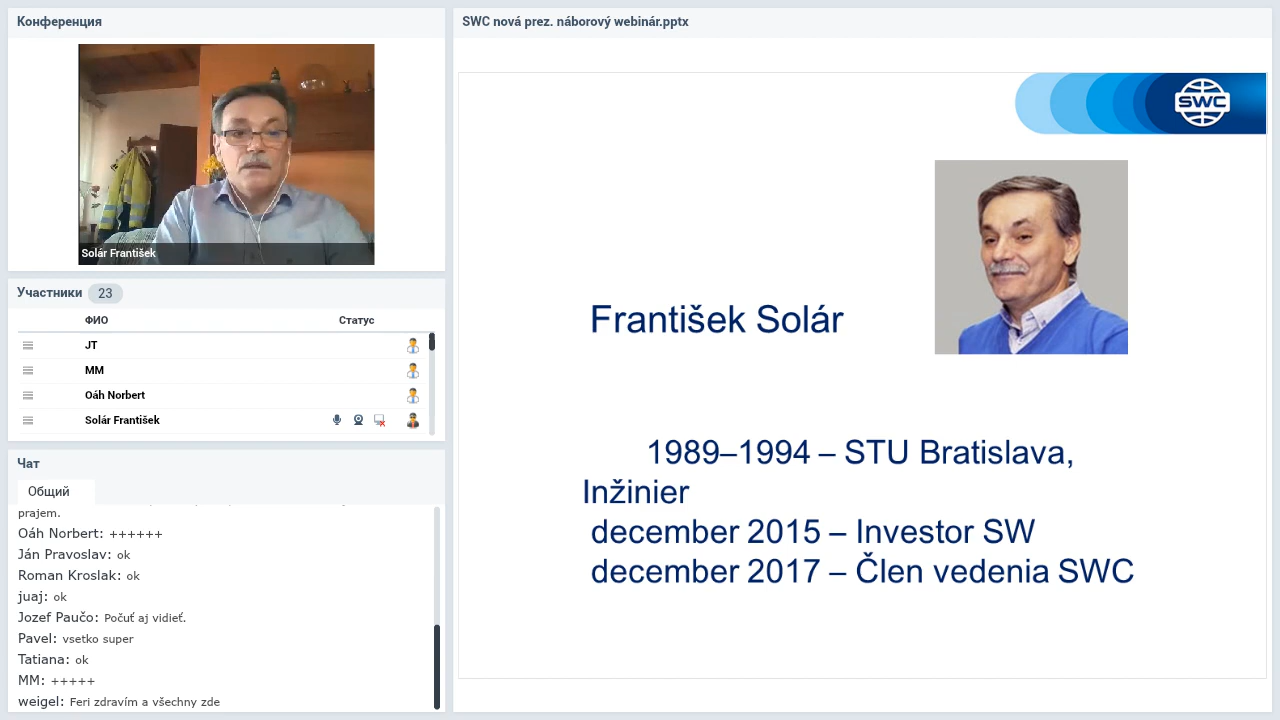 Конференция
Solár František
Участники 23
ФИО Статус
JT
MM
Oáh Norbert
Solár František
Чат
Общий
prajem.
Oáh Norbert: ++++++
Ján Pravoslav: ok
Roman Kroslak: ok
juaj: ok
Jozef Paučo: Počuť aj vidieť.
Pavel: vsetko super
Tatiana: ok
MM: +++++
weigel: Feri zdravím a všechny zde
SWC nová prez. náborový webinár.pptx
SWC
František Solár
1989–1994 – STU Bratislava,
Inžinier
december 2015 – Investor SW
december 2017 – Člen vedenia SWC